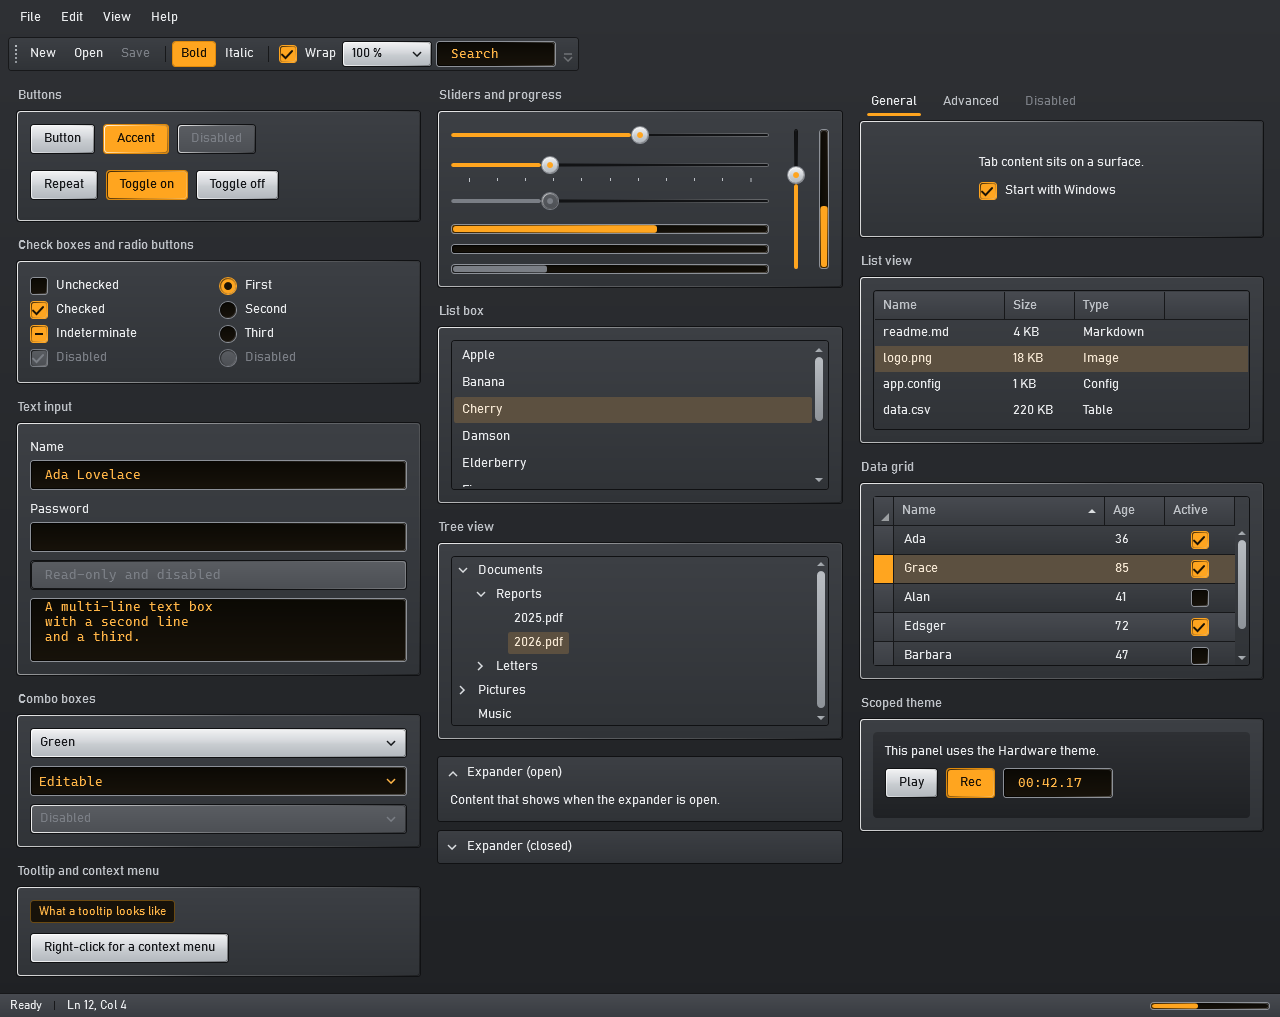 File Edit View Help
New Open Save Bold Italic Wrap 100 % Search
Buttons
Button Accent Disabled
Repeat Toggle on Toggle off
Check boxes and radio buttons
Unchecked First
Checked Second
Indeterminate Third
Disabled Disabled
Text input
Name
Ada Lovelace
Password
Read-only and disabled
A multi-line text box
with a second line
and a third.
Combo boxes
Green
Editable
Disabled
Tooltip and context menu
What a tooltip looks like
Right-click for a context menu
Sliders and progress
List box
Apple
Banana
Cherry
Damson
Elderberry
Tree view
Documents
Reports
2025.pdf
2026.pdf
Letters
Pictures
Music
Expander (open)
Content that shows when the expander is open.
Expander (closed)
General Advanced Disabled
Tab content sits on a surface.
Start with Windows
List view
Name Size Type
readme.md 4 KB Markdown
logo.png 18 KB Image
app.config 1 KB Config
data.csv 220 KB Table
Data grid
Name Age Active
Ada 36
Grace 85
Alan 41
Edsger 72
Barbara 47
Scoped theme
This panel uses the Hardware theme.
Play Rec 00:42.17
Ready Ln 12, Col 4